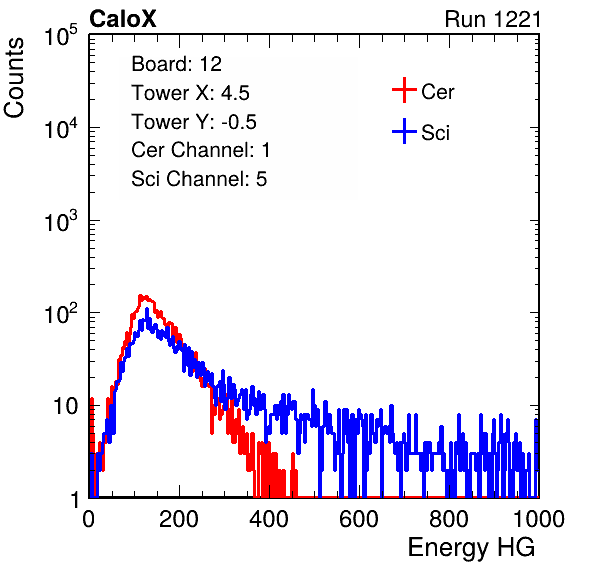 CaloX Run 1221
Counts
10^5
10^4
10^3
10^2
10
1
Board: 12
Tower X: 4.5
Tower Y: -0.5
Cer Channel: 1
Sci Channel: 5
Cer
Sci
0 200 400 600 800 1000
Energy HG